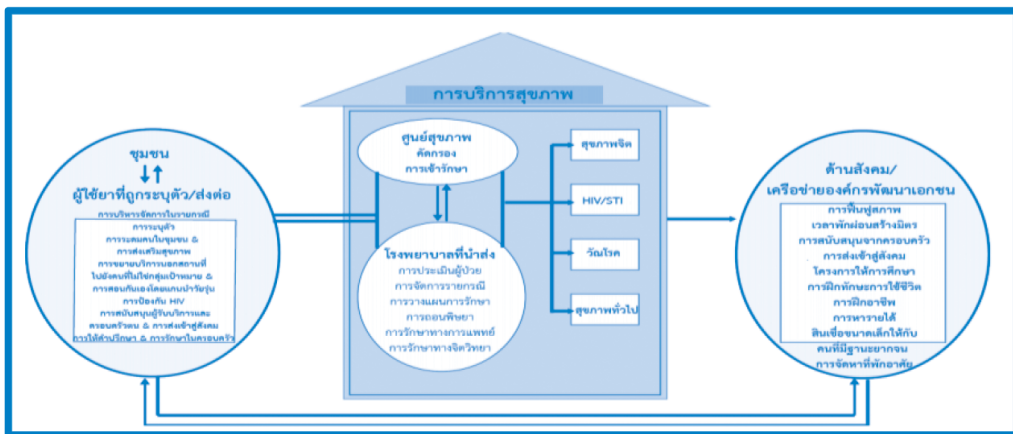 การบริการสุขภาพ
ชุมชน
ผู้ใช้ยาที่ถูกระบุตัว/ส่งต่อ
การบริหารจัดการในรายกรณี
การระบุตัว
การระดมคนในชุมชน &
การส่งเสริมสุขภาพ
การขยายบริการนอกสถานที่
ไปยังคนที่ไม่ใช่กลุ่มเป้าหมาย &
การสอนกันเองโดยแกนนำวัยรุ่น
การป้องกัน HIV
การสนับสนุนผู้รับบริการและ
ครอบครัวตน & การส่งเข้าสู่สังคม
การให้คำปรึกษา & การรักษาในครอบครัว
ศูนย์สุขภาพ
คัดกรอง
การเข้ารักษา
โรงพยาบาลที่นำส่ง
การประเมินผู้ป่วย
การจัดการรายกรณี
การวางแผนการรักษา
การถอนพิษยา
การรักษาทางการแพทย์
การรักษาทางจิตวิทยา
สุขภาพจิต
HIV/STI
วัณโรค
สุขภาพทั่วไป
ด้านสังคม/
เครือข่ายองค์กรพัฒนาเอกชน
การฟื้นฟูสภาพ
เวลาพักผ่อนสร้างมิตร
การสนับสนุนจากครอบครัว
การส่งเข้าสู่สังคม
โครงการให้การศึกษา
การฝึกทักษะการใช้ชีวิต
การฝึกอาชีพ
การหารายได้
สินเชื่อขนาดเล็กให้กับ
คนที่มีฐานะยากจน
การจัดหาที่พักอาศัย